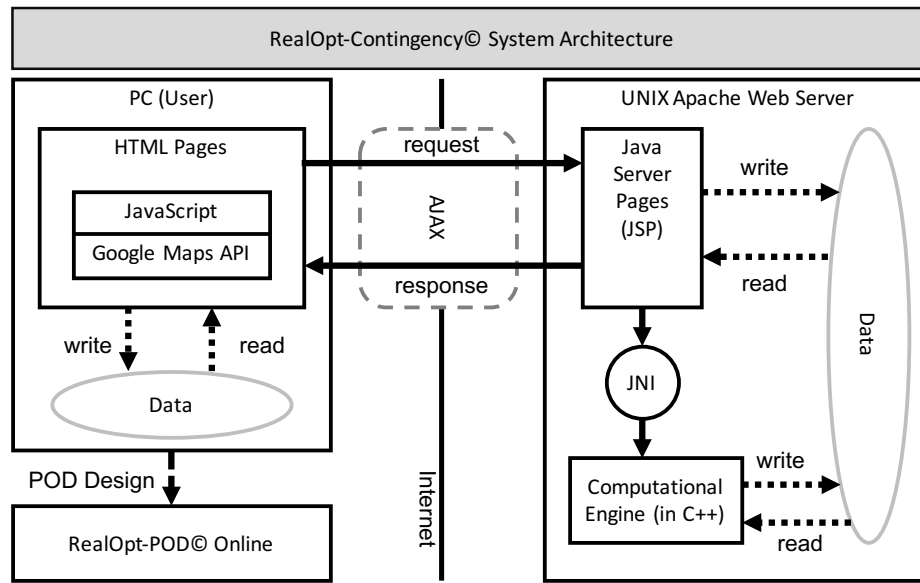 RealOpt-Contingency© System Architecture
PC (User)
HTML Pages
JavaScript
Google Maps API
write
read
Data
POD Design
RealOpt-POD© Online
request
AJAX
response
Internet
UNIX Apache Web Server
Java
Server
Pages
(JSP)
write
read
Data
JNI
Computational
Engine (in C++)
write
read